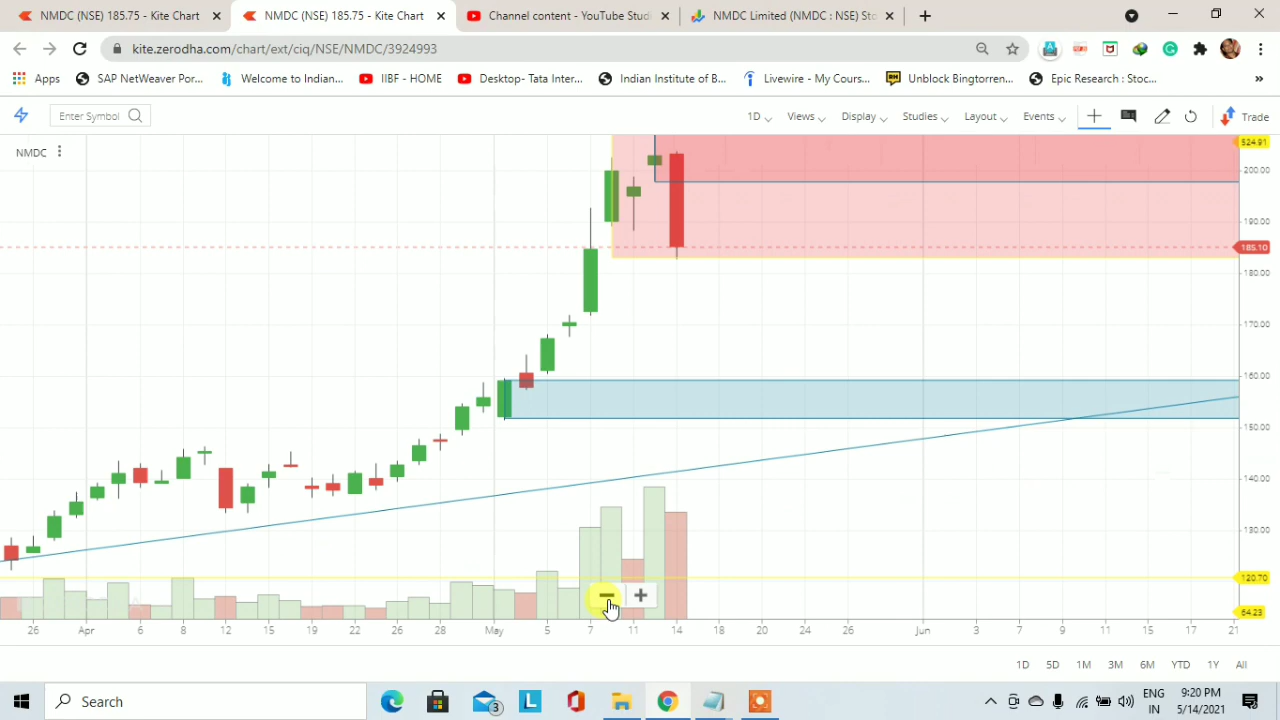 NMDC (NSE) 185.75 - Kite Chart
NMDC (NSE) 185.75 - Kite Chart
Channel content - YouTube Studi
NMDC Limited (NMDC : NSE) Sto
kite.zerodha.com/chart/ext/ciq/NSE/NMDC/3924993
Apps
SAP NetWeaver Por...
Welcome to Indian...
IIBF - HOME
Desktop- Tata Inter...
Indian Institute of B...
Livewire - My Cours...
Unblock Bingtorren...
Epic Research : Stoc...
»
Enter Symbol
1D
Views
Display
Studies
Layout
Events
Trade
NMDC
524.91
200.00
190.00
185.10
180.00
170.00
160.00
150.00
140.00
130.00
120.70
64.23
26 Apr 6 8 12 15 19 22 26 28 May 5 7 11 14 18 20 24 26 Jun 3 7 9 11 15 17 21
1D 5D 1M 3M 6M YTD 1Y All
Search
3
L
ENG
IN
9:20 PM
5/14/2021